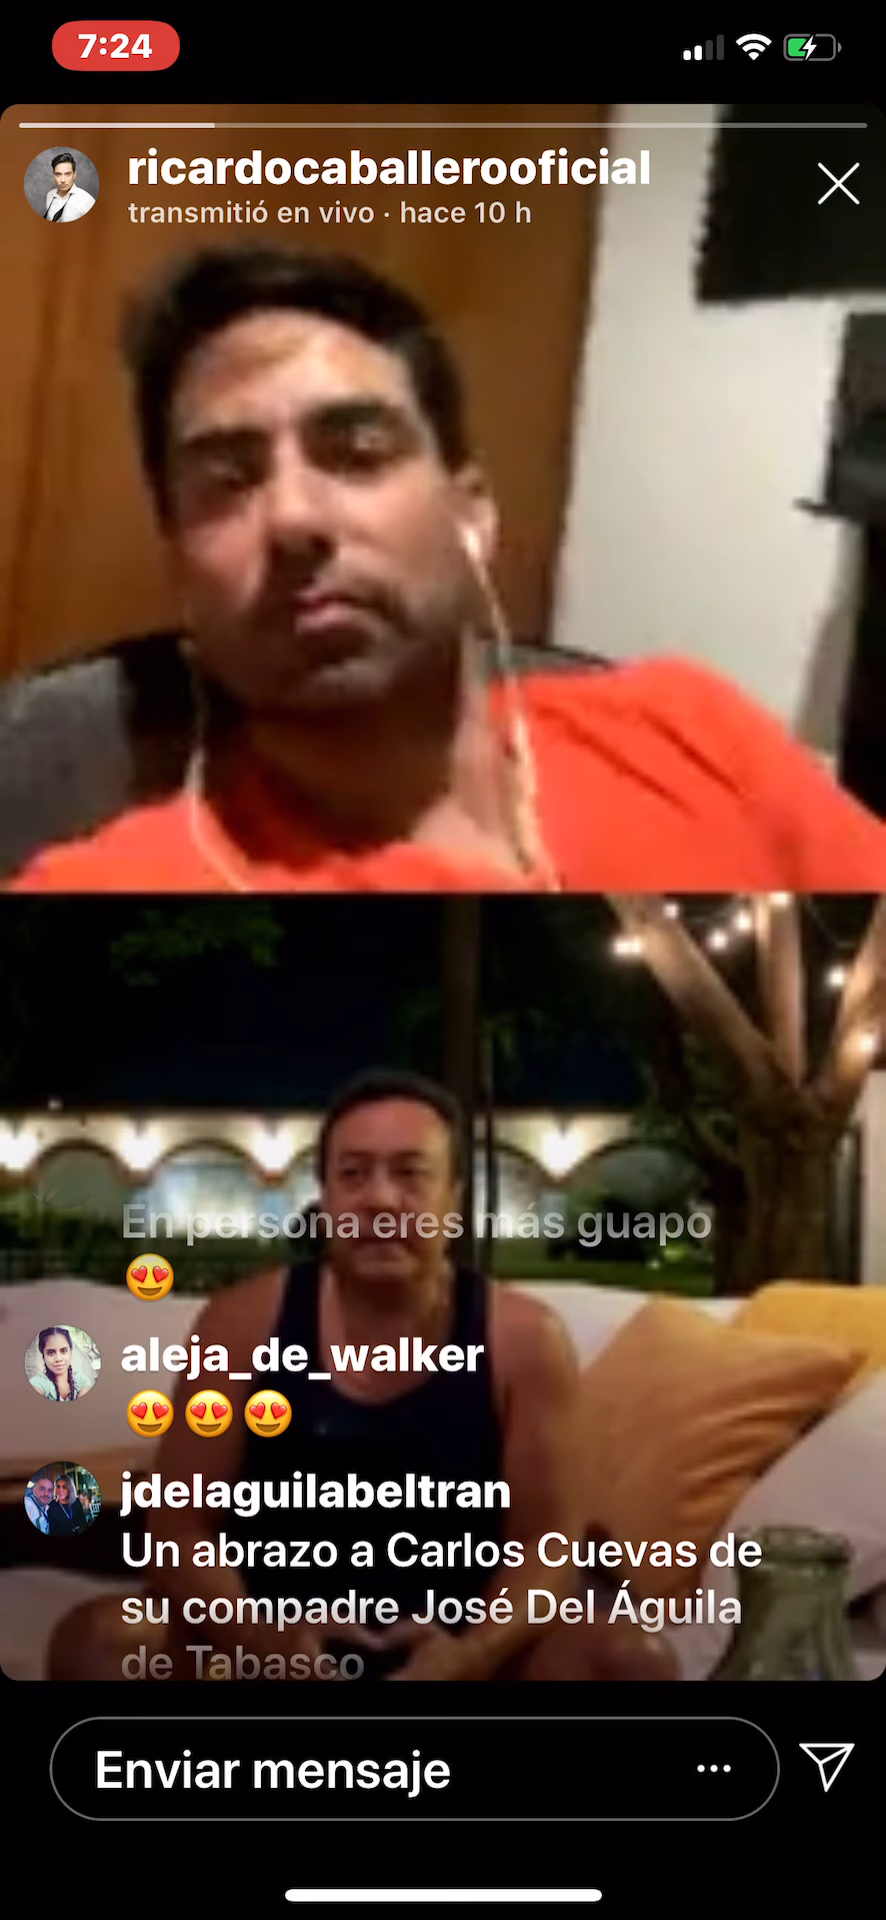 7:24
ricardocaballerooficial
transmitió en vivo · hace 10 h
En persona eres más guapo
😍
aleja_de_walker
😍😍😍
jdelaguilabeltran
Un abrazo a Carlos Cuevas de
su compadre José Del Águila
de Tabasco
Enviar mensaje